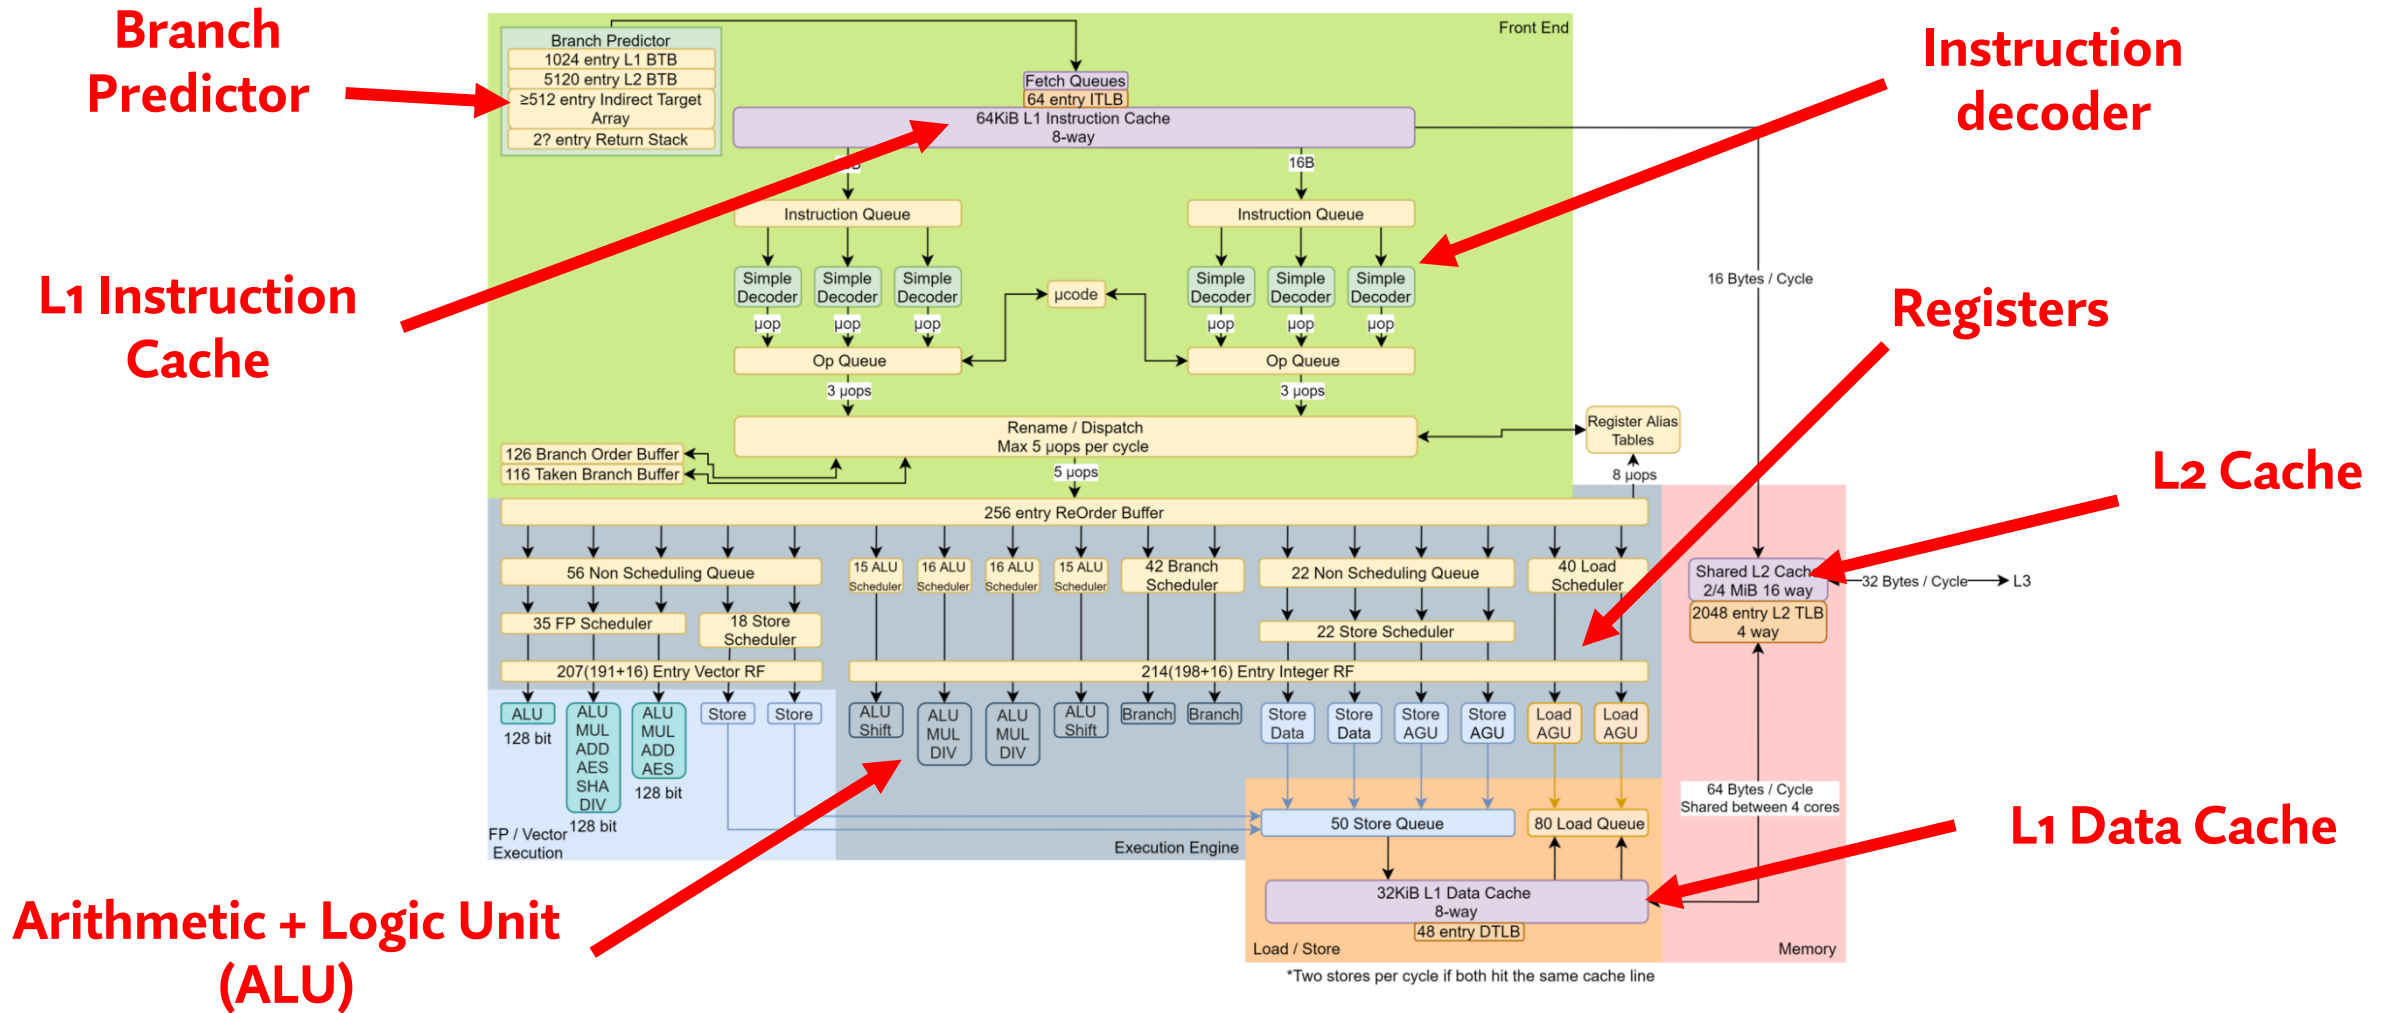 Branch
Predictor
L1 Instruction
Cache
Arithmetic + Logic Unit
(ALU)
Instruction
decoder
Registers
L2 Cache
L1 Data Cache
Front End
Branch Predictor
1024 entry L1 BTB
5120 entry L2 BTB
≥512 entry Indirect Target
Array
2? entry Return Stack
Fetch Queues
64 entry ITLB
64KiB L1 Instruction Cache
8-way
16B
Instruction Queue
Instruction Queue
Simple
Decoder
Simple
Decoder
Simple
Decoder
µcode
Simple
Decoder
Simple
Decoder
Simple
Decoder
µop
µop
µop
µop
µop
µop
Op Queue
Op Queue
3 µops
3 µops
Rename / Dispatch
Max 5 µops per cycle
Register Alias
Tables
126 Branch Order Buffer
116 Taken Branch Buffer
5 µops
8 µops
256 entry ReOrder Buffer
56 Non Scheduling Queue
15 ALU
Scheduler
16 ALU
Scheduler
16 ALU
Scheduler
15 ALU
Scheduler
42 Branch
Scheduler
22 Non Scheduling Queue
40 Load
Scheduler
35 FP Scheduler
18 Store
Scheduler
22 Store Scheduler
207(191+16) Entry Vector RF
214(198+16) Entry Integer RF
ALU
128 bit
ALU
MUL
ADD
AES
SHA
DIV
128 bit
ALU
MUL
ADD
AES
128 bit
Store
Store
ALU
Shift
ALU
MUL
DIV
ALU
MUL
DIV
ALU
Shift
Branch
Branch
Store
Data
Store
Data
Store
AGU
Store
AGU
Load
AGU
Load
AGU
FP / Vector
Execution
Execution Engine
50 Store Queue
80 Load Queue
32KiB L1 Data Cache
8-way
48 entry DTLB
Load / Store
16 Bytes / Cycle
Shared L2 Cache
2/4 MiB 16 way
2048 entry L2 TLB
4 way
32 Bytes / Cycle
L3
64 Bytes / Cycle
Shared between 4 cores
Memory
*Two stores per cycle if both hit the same cache line